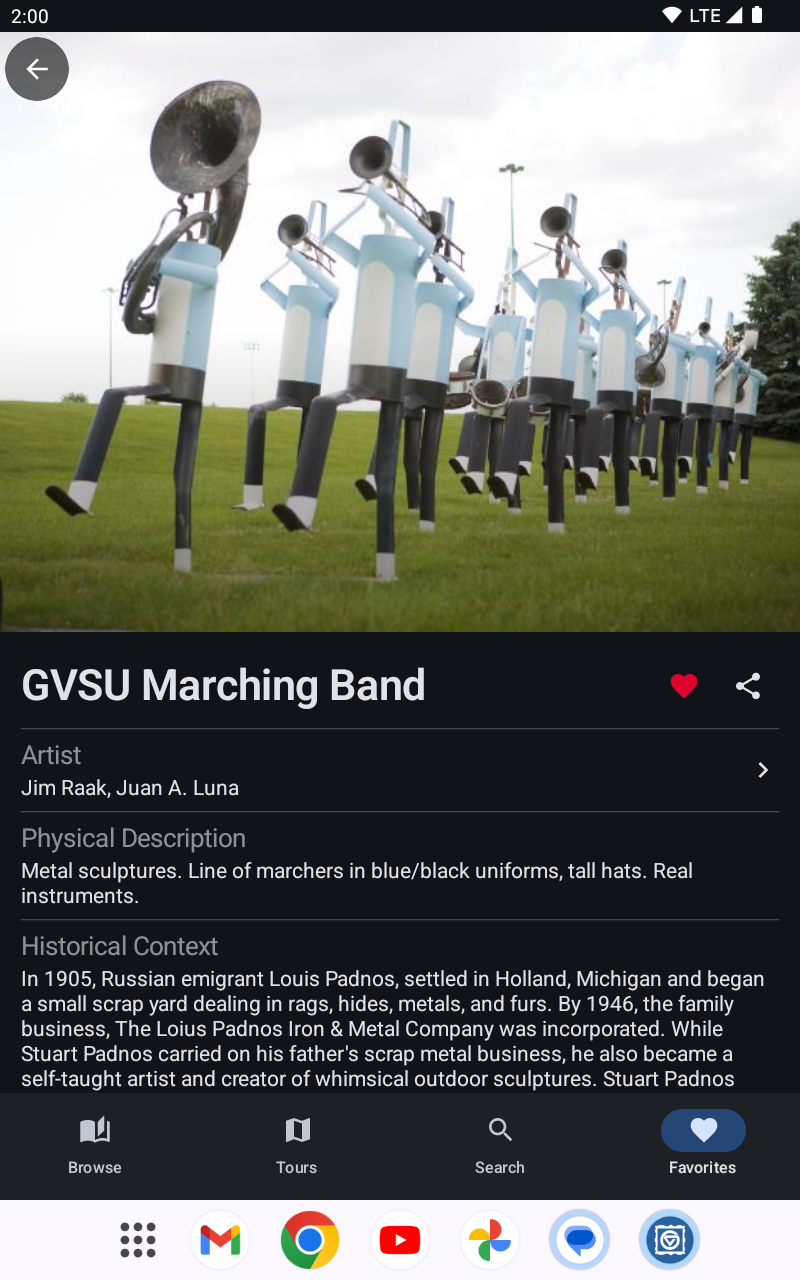 2:00
LTE
GVSU Marching Band
Artist
Jim Raak, Juan A. Luna
Physical Description
Metal sculptures. Line of marchers in blue/black uniforms, tall hats. Real
instruments.
Historical Context
In 1905, Russian emigrant Louis Padnos, settled in Holland, Michigan and began
a small scrap yard dealing in rags, hides, metals, and furs. By 1946, the family
business, The Loius Padnos Iron & Metal Company was incorporated. While
Stuart Padnos carried on his father's scrap metal business, he also became a
self-taught artist and creator of whimsical outdoor sculptures. Stuart Padnos
Browse
Tours
Search
Favorites